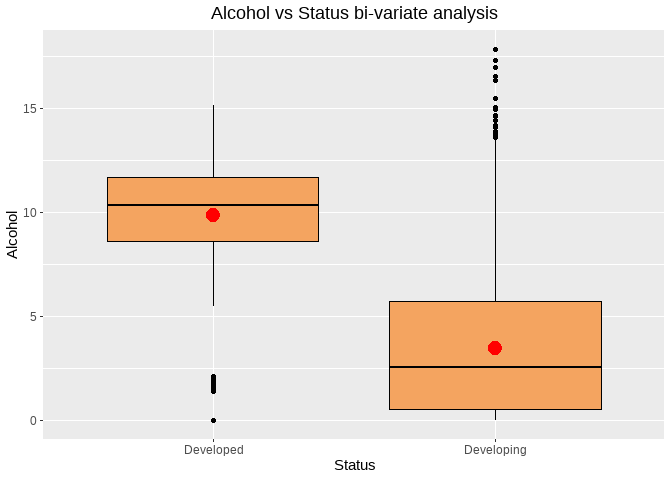 Alcohol vs Status bi-variate analysis
15
10
5
0
Alcohol
Developed Developing
Status